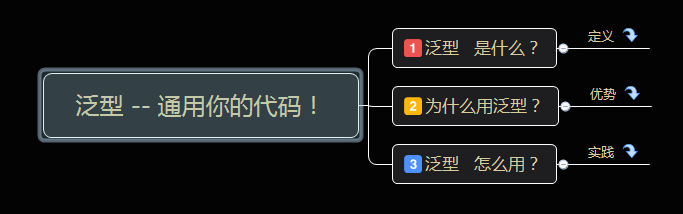 泛型 -- 通用你的代码！
1 泛型 是什么？
定义
2 为什么用泛型？
优势
3 泛型 怎么用？
实践